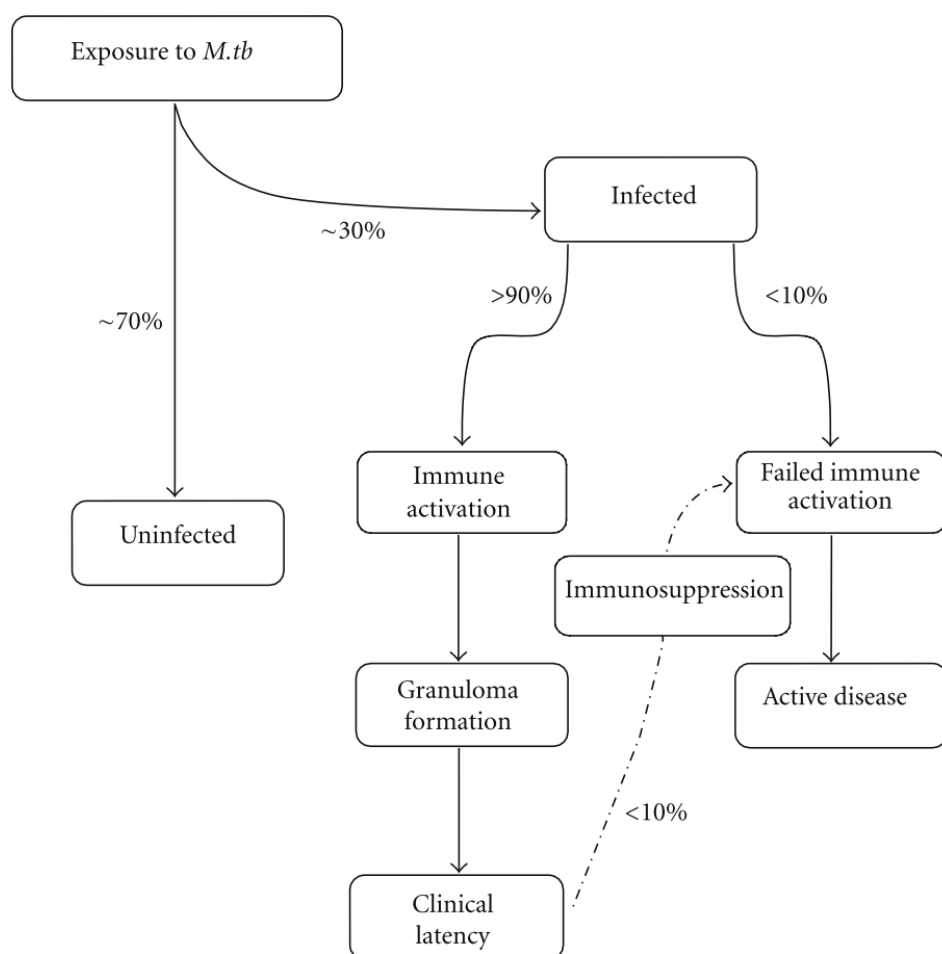 Exposure to M.tb
Infected
~30%
>90%
<10%
~70%
Immune
activation
Failed immune
activation
Uninfected
Immunosuppression
Granuloma
formation
Active disease
<10%
Clinical
latency